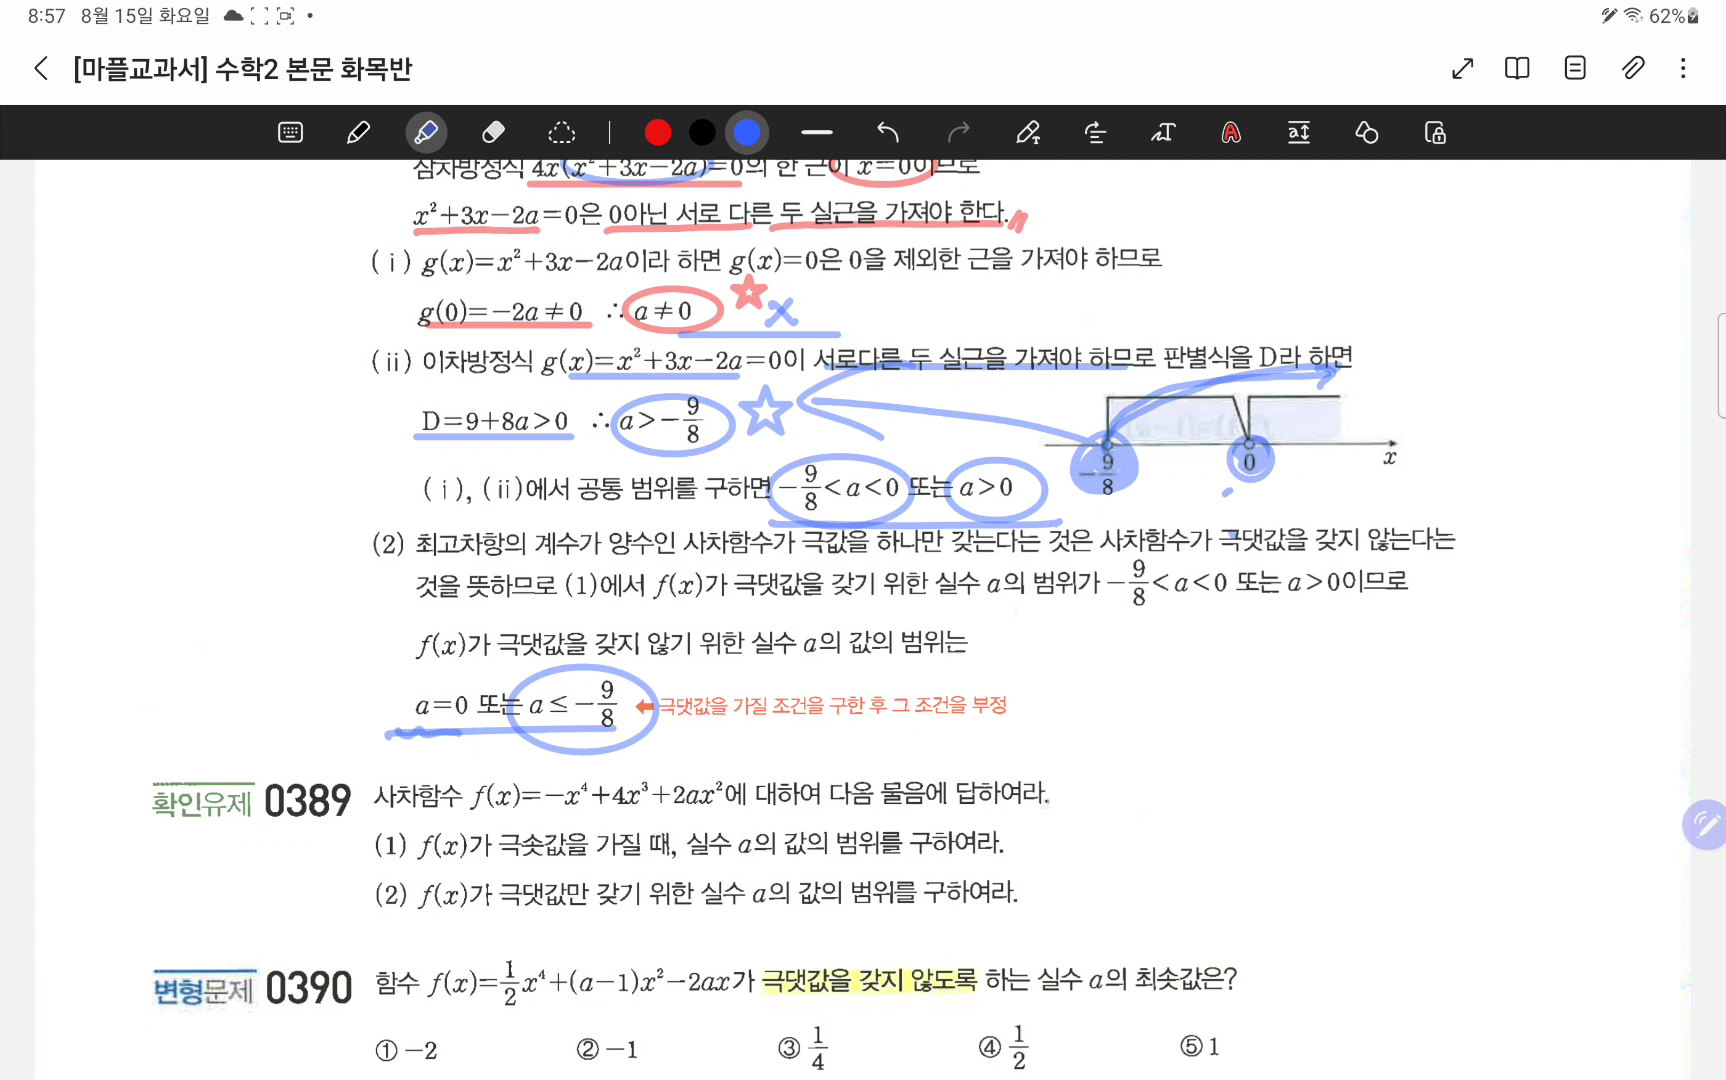 8:57 8월 15일 화요일 62%
[마플교과서] 수학2 본문 화목반
삼차방정식 4x(x²+3x−2a)=0의 한 근이 x=0이므로
x²+3x−2a=0은 0아닌 서로 다른 두 실근을 가져야 한다.
(ⅰ) g(x)=x²+3x−2a이라 하면 g(x)=0은 0을 제외한 근을 가져야 하므로
g(0)=−2a≠0 ∴ a≠0
(ⅱ) 이차방정식 g(x)=x²+3x−2a=0이 서로다른 두 실근을 가져야 하므로 판별식을 D라 하면
D=9+8a>0 ∴ a>−9/8
−9/8 0 x
(ⅰ), (ⅱ)에서 공통 범위를 구하면 −9/8<a<0 또는 a>0
(2) 최고차항의 계수가 양수인 사차함수가 극값을 하나만 갖는다는 것은 사차함수가 극댓값을 갖지 않는다는
것을 뜻하므로 (1)에서 f(x)가 극댓값을 갖기 위한 실수 a의 범위가 −9/8<a<0 또는 a>0이므로
f(x)가 극댓값을 갖지 않기 위한 실수 a의 값의 범위는
a=0 또는 a≤−9/8 극댓값을 가질 조건을 구한 후 그 조건을 부정
확인유제 0389 사차함수 f(x)=−x⁴+4x³+2ax²에 대하여 다음 물음에 답하여라.
(1) f(x)가 극솟값을 가질 때, 실수 a의 값의 범위를 구하여라.
(2) f(x)가 극댓값만 갖기 위한 실수 a의 값의 범위를 구하여라.
변형문제 0390 함수 f(x)=1/2x⁴+(a−1)x²−2ax가 극댓값을 갖지 않도록 하는 실수 a의 최솟값은?
① −2 ② −1 ③ 1/4 ④ 1/2 ⑤ 1